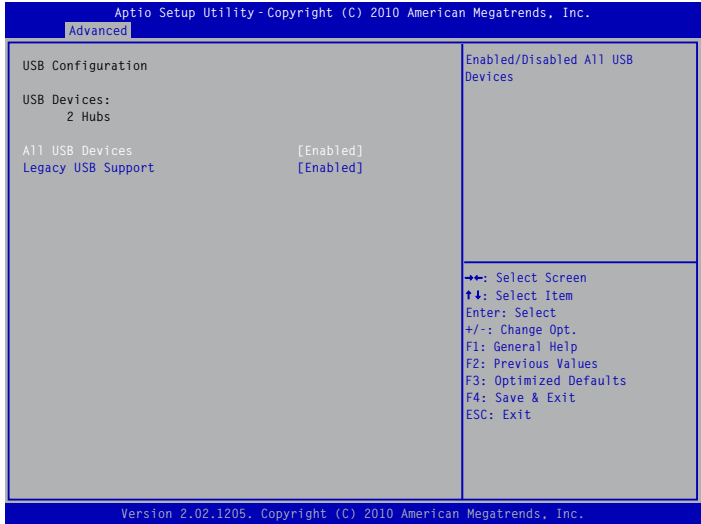 Aptio Setup Utility - Copyright (C) 2010 American Megatrends, Inc.
Advanced
USB Configuration
USB Devices:
2 Hubs
All USB Devices [Enabled]
Legacy USB Support [Enabled]
Enabled/Disabled All USB
Devices
→←: Select Screen
↑↓: Select Item
Enter: Select
+/-: Change Opt.
F1: General Help
F2: Previous Values
F3: Optimized Defaults
F4: Save & Exit
ESC: Exit
Version 2.02.1205. Copyright (C) 2010 American Megatrends, Inc.